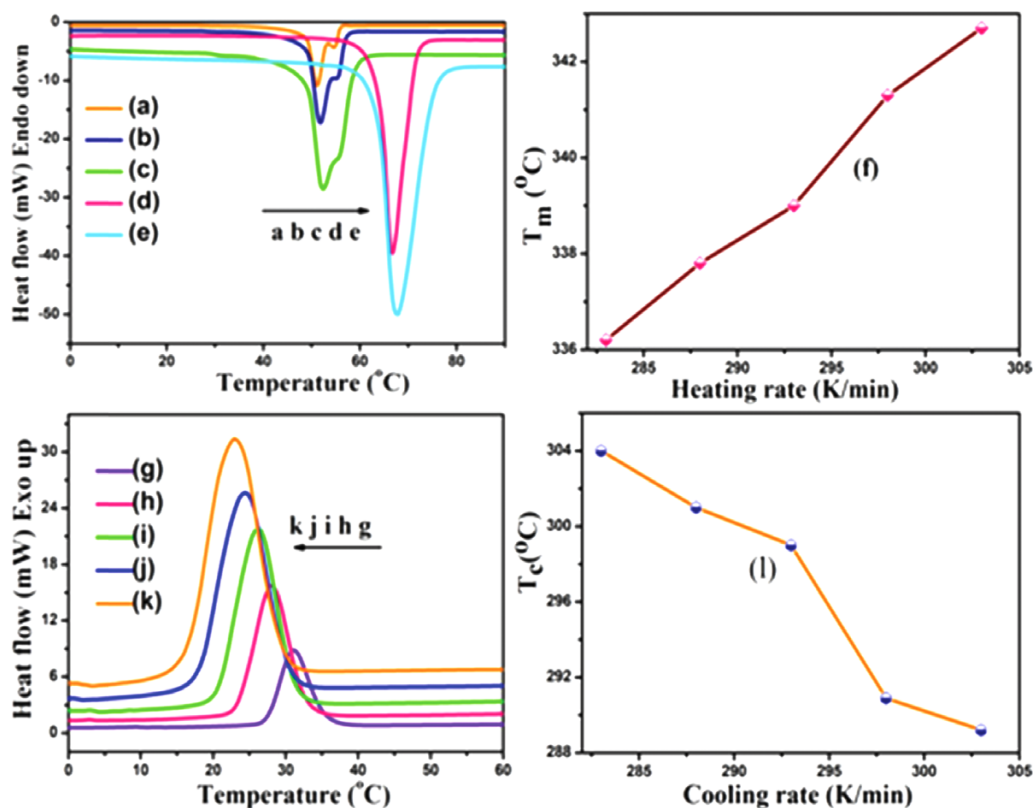 Heat flow (mW) Endo down
0
-10
-20
-30
-40
-50
(a)
(b)
(c)
(d)
(e)
a b c d e
0 20 40 60 80
Temperature (°C)
Tm (°C)
342
340
338
336
(f)
285 290 295 300 305
Heating rate (K/min)
Heat flow (mW) Exo up
30
24
18
12
6
0
(g)
(h)
(i)
(j)
(k)
k j i h g
0 10 20 30 40 50 60
Temperature (°C)
Tc(°C)
304
300
296
292
288
(l)
285 290 295 300 305
Cooling rate (K/min)